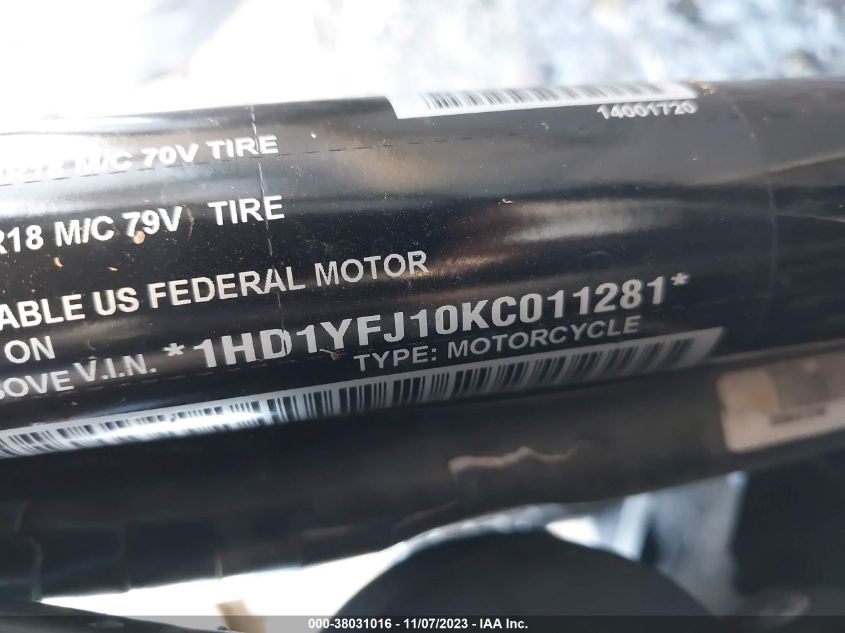 14001720
M/C 70V TIRE
R18 M/C 79V TIRE
ABLE US FEDERAL MOTOR
ON
BOVE V.I.N. *1HD1YFJ10KC011281*
TYPE: MOTORCYCLE
000-38031016 — 11/07/2023 — IAA Inc.